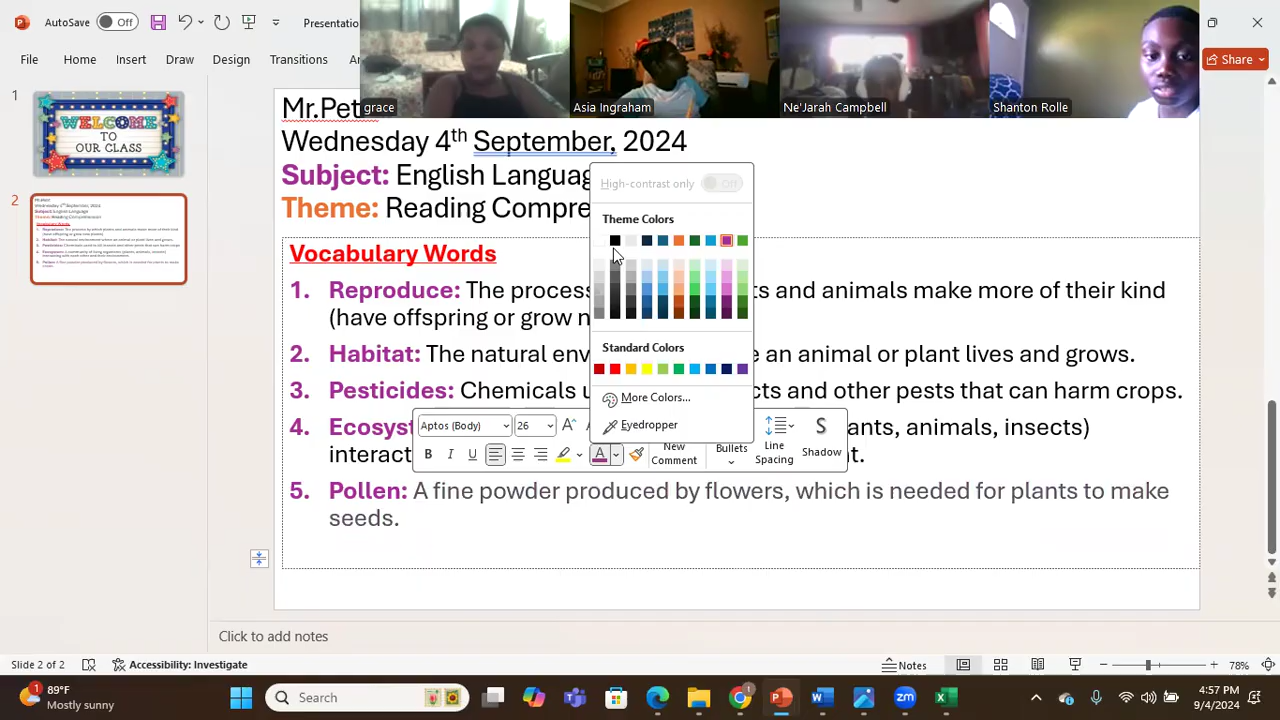 AutoSave Off Presentatio
File Home Insert Draw Design Transitions Share
grace Asia Ingraham Ne'Jarah Campbell Shanton Rolle
1
WELCOME
TO
OUR CLASS
2
Mr.Pet
Wednesday 4th September, 2024
Subject: English Languag
Theme: Reading Compre
Vocabulary Words
1. Reproduce: The process ts and animals make more of their kind
(have offspring or grow n
2. Habitat: The natural env e an animal or plant lives and grows.
3. Pesticides: Chemicals u cts and other pests that can harm crops.
4. Ecosyst ants, animals, insects)
interact t.
5. Pollen: A fine powder produced by flowers, which is needed for plants to make
seeds.
High-contrast only Off
Theme Colors
Standard Colors
More Colors...
Eyedropper
Aptos (Body) 26 A
B I U A
New
Comment
Bullets
Line
Spacing
Shadow
Click to add notes
Slide 2 of 2 Accessibility: Investigate Notes 78%
1
89°F
Mostly sunny
Search
zm
1
4:57 PM
9/4/2024